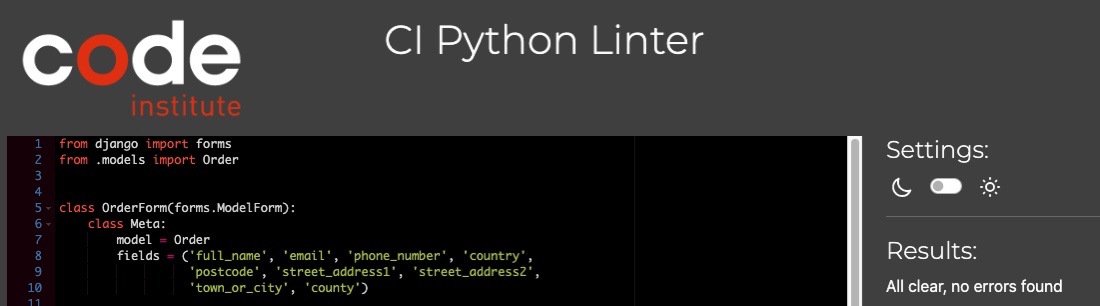 code
institute
CI Python Linter
1 from django import forms
2 from .models import Order
3
4
5 class OrderForm(forms.ModelForm):
6     class Meta:
7         model = Order
8         fields = ('full_name', 'email', 'phone_number', 'country',
9                   'postcode', 'street_address1', 'street_address2',
10                   'town_or_city', 'county')
11
Settings:
Results:
All clear, no errors found